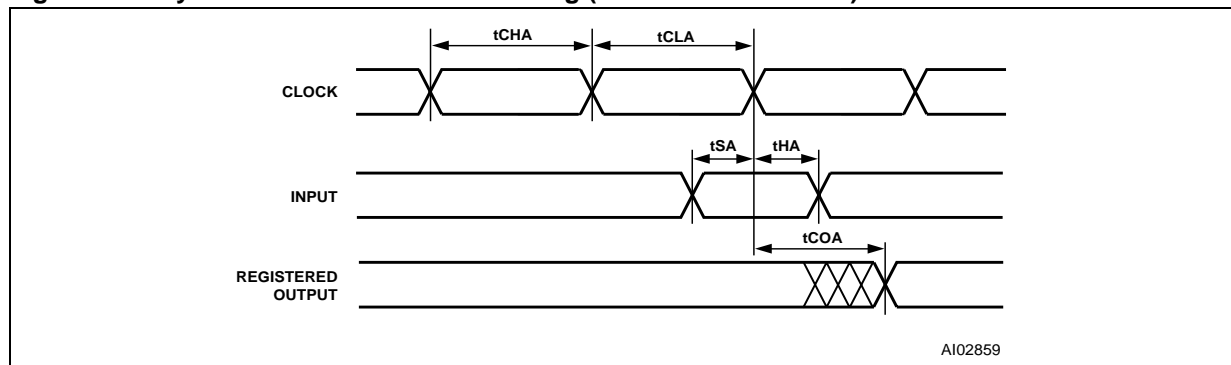 tCHA tCLA
CLOCK
tSA tHA
INPUT
tCOA
REGISTERED
OUTPUT
AI02859